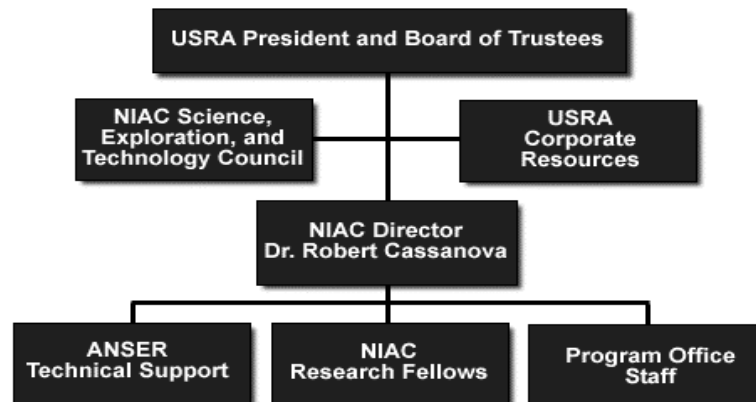 USRA President and Board of Trustees
NIAC Science,
Exploration, and
Technology Council
USRA
Corporate
Resources
NIAC Director
Dr. Robert Cassanova
ANSER
Technical Support
NIAC
Research Fellows
Program Office
Staff